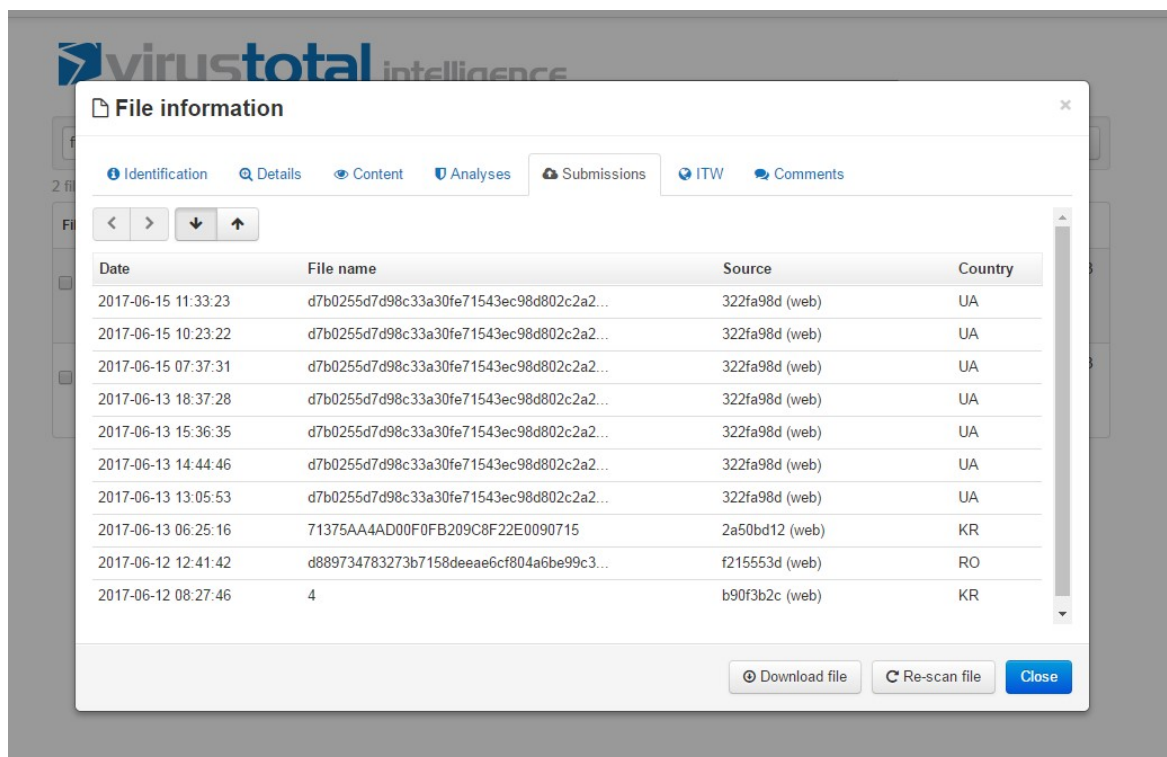 virustotal intelligence
File information ×
Identification Details Content Analyses Submissions ITW Comments
2 fil
Fil
Date File name Source Country
2017-06-15 11:33:23 d7b0255d7d98c33a30fe71543ec98d802c2a2... 322fa98d (web) UA
2017-06-15 10:23:22 d7b0255d7d98c33a30fe71543ec98d802c2a2... 322fa98d (web) UA
2017-06-15 07:37:31 d7b0255d7d98c33a30fe71543ec98d802c2a2... 322fa98d (web) UA
2017-06-13 18:37:28 d7b0255d7d98c33a30fe71543ec98d802c2a2... 322fa98d (web) UA
2017-06-13 15:36:35 d7b0255d7d98c33a30fe71543ec98d802c2a2... 322fa98d (web) UA
2017-06-13 14:44:46 d7b0255d7d98c33a30fe71543ec98d802c2a2... 322fa98d (web) UA
2017-06-13 13:05:53 d7b0255d7d98c33a30fe71543ec98d802c2a2... 322fa98d (web) UA
2017-06-13 06:25:16 71375AA4AD00F0FB209C8F22E0090715 2a50bd12 (web) KR
2017-06-12 12:41:42 d889734783273b7158deeae6cf804a6be99c3... f215553d (web) RO
2017-06-12 08:27:46 4 b90f3b2c (web) KR
Download file Re-scan file Close